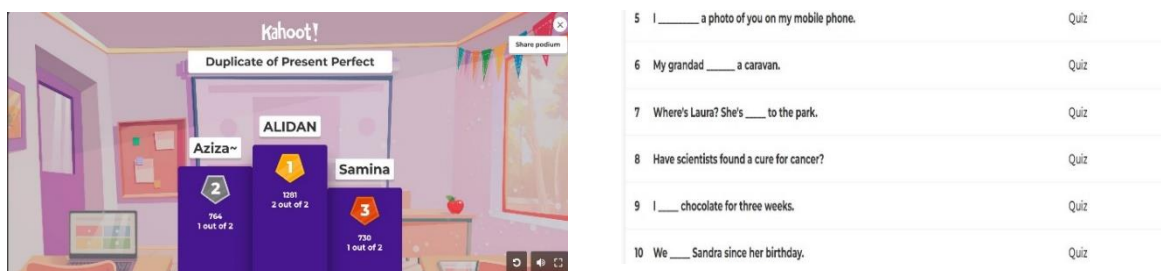 Kahoot!
Share podium
Duplicate of Present Perfect
ALIDAN
Aziza~
Samina
1
1281
2 out of 2
2
764
1 out of 2
3
730
1 out of 2
5 I ________ a photo of you on my mobile phone. Quiz
6 My grandad ______ a caravan. Quiz
7 Where's Laura? She's ____ to the park. Quiz
8 Have scientists found a cure for cancer? Quiz
9 I ____ chocolate for three weeks. Quiz
10 We ____ Sandra since her birthday. Quiz